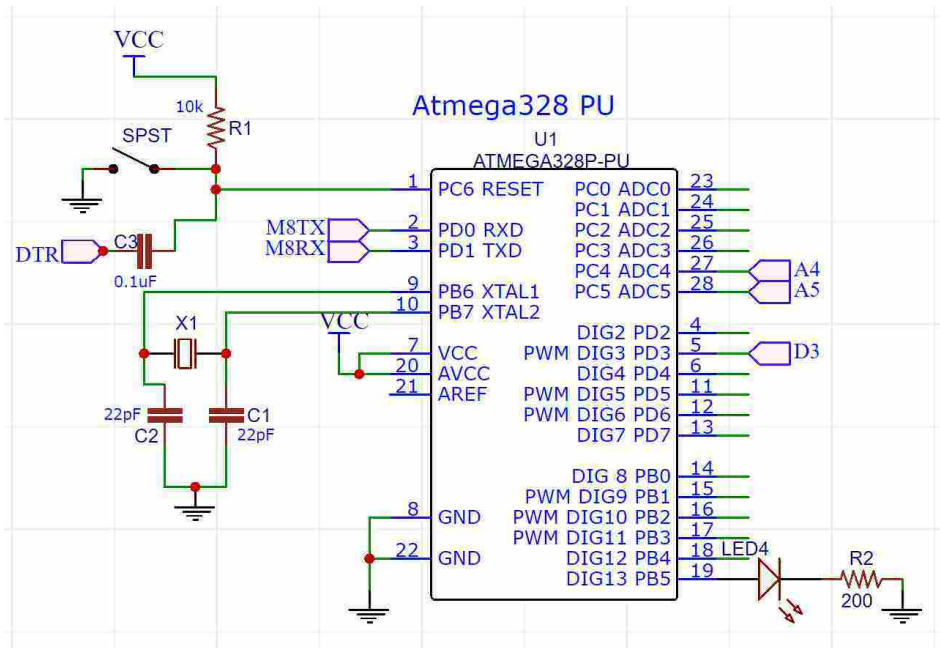 VCC
10k
R1
SPST
DTR
C3
0.1uF
M8TX
M8RX
X1
22pF
C2
C1
22pF
VCC
Atmega328 PU
U1
ATMEGA328P-PU
1 PC6 RESET
2 PD0 RXD
3 PD1 TXD
9 PB6 XTAL1
10 PB7 XTAL2
7 VCC
20 AVCC
21 AREF
8 GND
22 GND
PC0 ADC0 23
PC1 ADC1 24
PC2 ADC2 25
PC3 ADC3 26
PC4 ADC4 27 A4
PC5 ADC5 28 A5
DIG2 PD2 4
PWM DIG3 PD3 5 D3
DIG4 PD4 6
PWM DIG5 PD5 11
PWM DIG6 PD6 12
DIG7 PD7 13
DIG 8 PB0 14
PWM DIG9 PB1 15
PWM DIG10 PB2 16
PWM DIG11 PB3 17
DIG12 PB4 18
DIG13 PB5 19
LED4
R2
200